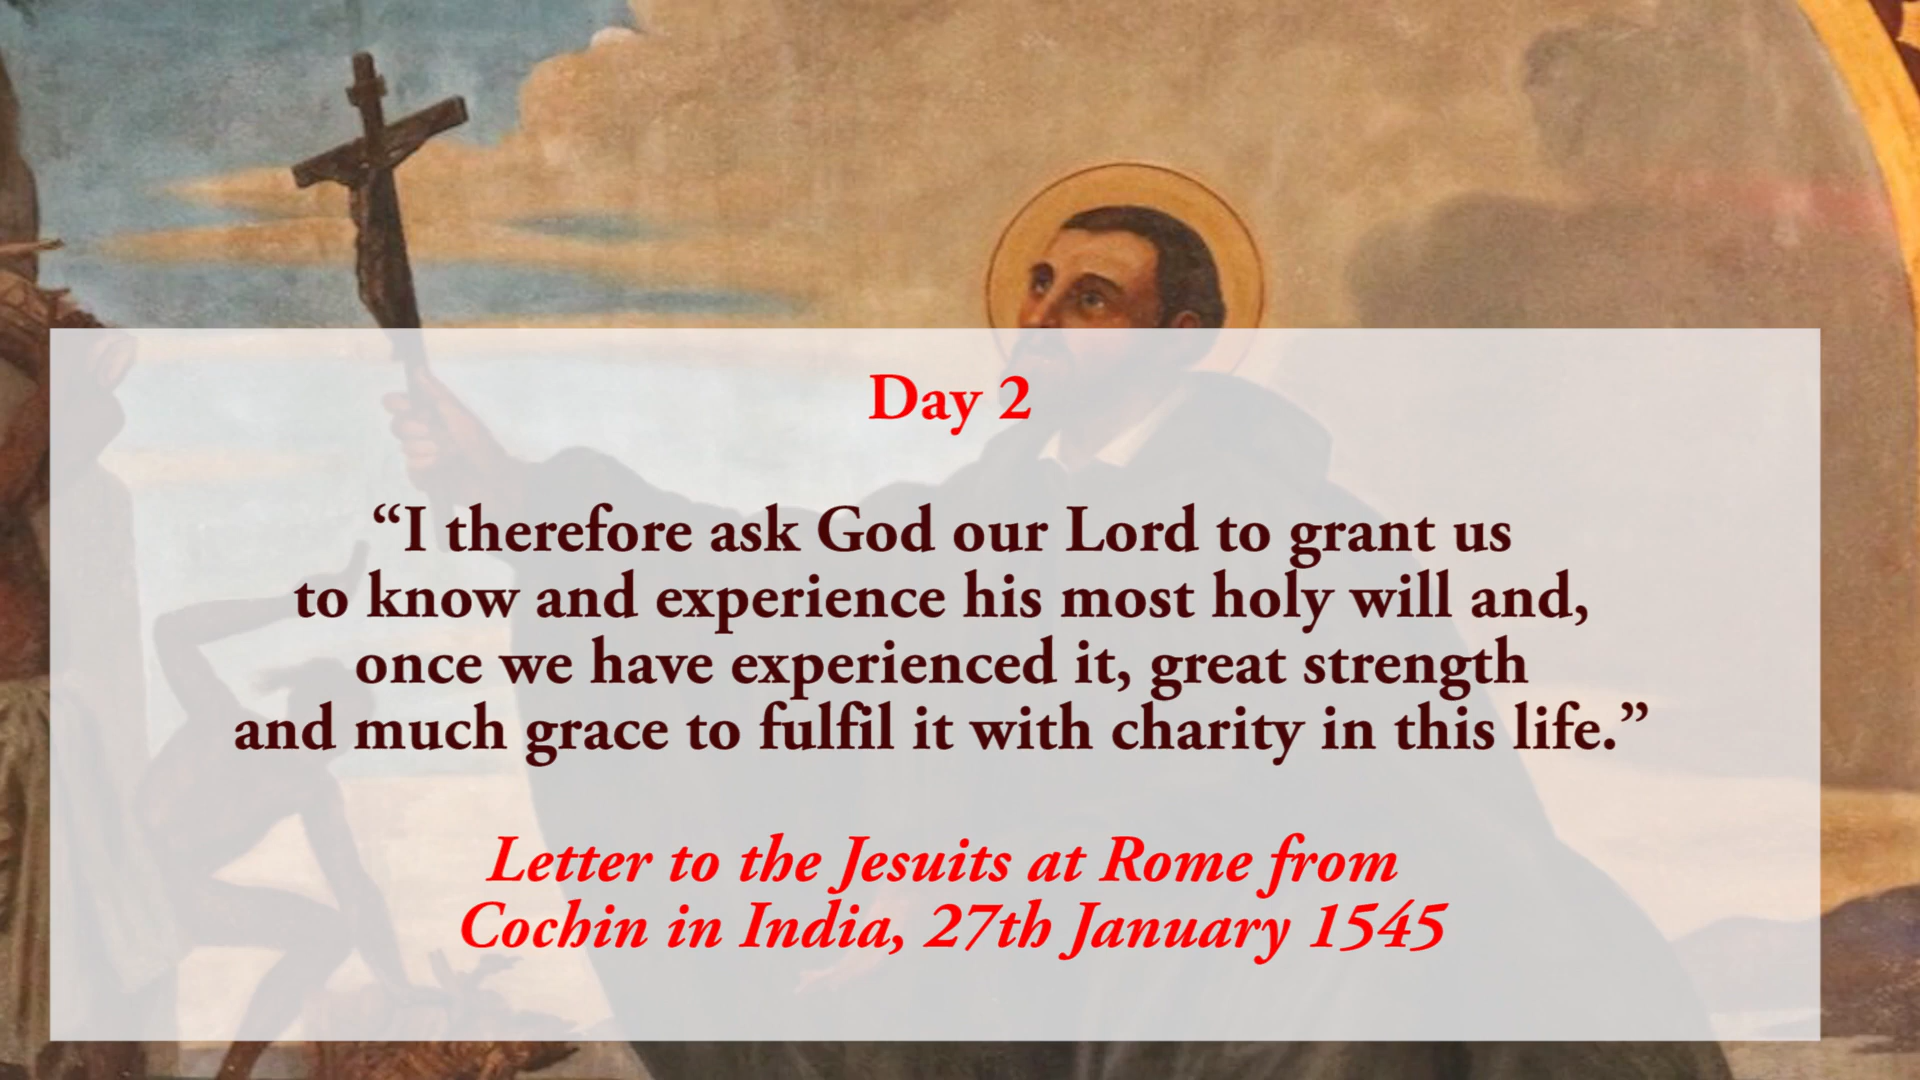 Day 2
“I therefore ask God our Lord to grant us
to know and experience his most holy will and,
once we have experienced it, great strength
and much grace to fulfil it with charity in this life.”
Letter to the Jesuits at Rome from
Cochin in India, 27th January 1545